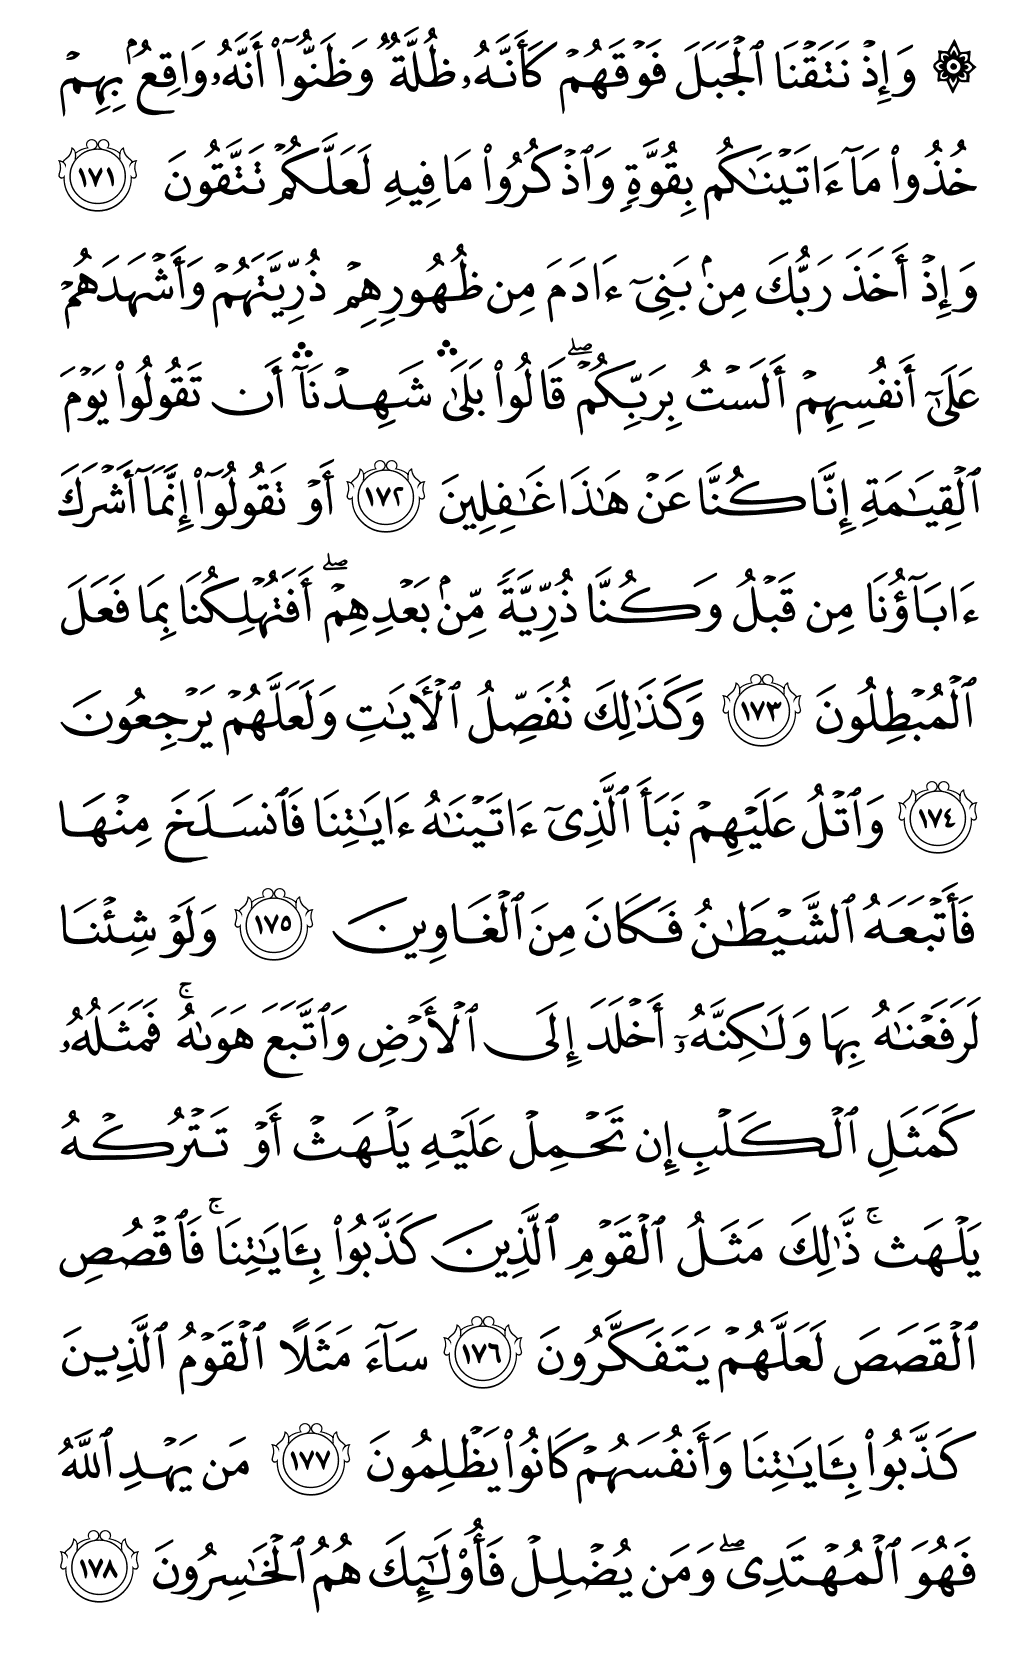 ۞ وَإِذۡ نَتَقۡنَا ٱلۡجَبَلَ فَوۡقَهُمۡ كَأَنَّهُۥ ظُلَّةٞ وَظَنُّوٓاْ أَنَّهُۥ وَاقِعُۢ بِهِمۡ
خُذُواْ مَآ ءَاتَيۡنَٰكُم بِقُوَّةٖ وَٱذۡكُرُواْ مَا فِيهِ لَعَلَّكُمۡ تَتَّقُونَ ١٧١
وَإِذۡ أَخَذَ رَبُّكَ مِنۢ بَنِيٓ ءَادَمَ مِن ظُهُورِهِمۡ ذُرِّيَّتَهُمۡ وَأَشۡهَدَهُمۡ
عَلَىٰٓ أَنفُسِهِمۡ أَلَسۡتُ بِرَبِّكُمۡۖ قَالُواْ بَلَىٰۛ شَهِدۡنَآۛ أَن تَقُولُواْ يَوۡمَ
ٱلۡقِيَٰمَةِ إِنَّا كُنَّا عَنۡ هَٰذَا غَٰفِلِينَ ١٧٢ أَوۡ تَقُولُوٓاْ إِنَّمَآ أَشۡرَكَ
ءَابَآؤُنَا مِن قَبۡلُ وَكُنَّا ذُرِّيَّةٗ مِّنۢ بَعۡدِهِمۡۖ أَفَتُهۡلِكُنَا بِمَا فَعَلَ
ٱلۡمُبۡطِلُونَ ١٧٣ وَكَذَٰلِكَ نُفَصِّلُ ٱلۡأٓيَٰتِ وَلَعَلَّهُمۡ يَرۡجِعُونَ
١٧٤ وَٱتۡلُ عَلَيۡهِمۡ نَبَأَ ٱلَّذِيٓ ءَاتَيۡنَٰهُ ءَايَٰتِنَا فَٱنسَلَخَ مِنۡهَا
فَأَتۡبَعَهُ ٱلشَّيۡطَٰنُ فَكَانَ مِنَ ٱلۡغَاوِينَ ١٧٥ وَلَوۡ شِئۡنَا
لَرَفَعۡنَٰهُ بِهَا وَلَٰكِنَّهُۥٓ أَخۡلَدَ إِلَى ٱلۡأَرۡضِ وَٱتَّبَعَ هَوَىٰهُۚ فَمَثَلُهُۥ
كَمَثَلِ ٱلۡكَلۡبِ إِن تَحۡمِلۡ عَلَيۡهِ يَلۡهَثۡ أَوۡ تَتۡرُكۡهُ
يَلۡهَثۚ ذَّٰلِكَ مَثَلُ ٱلۡقَوۡمِ ٱلَّذِينَ كَذَّبُواْ بِـَٔايَٰتِنَاۚ فَٱقۡصُصِ
ٱلۡقَصَصَ لَعَلَّهُمۡ يَتَفَكَّرُونَ ١٧٦ سَآءَ مَثَلًا ٱلۡقَوۡمُ ٱلَّذِينَ
كَذَّبُواْ بِـَٔايَٰتِنَا وَأَنفُسَهُمۡ كَانُواْ يَظۡلِمُونَ ١٧٧ مَن يَهۡدِ ٱللَّهُ
فَهُوَ ٱلۡمُهۡتَدِيۖ وَمَن يُضۡلِلۡ فَأُوْلَٰٓئِكَ هُمُ ٱلۡخَٰسِرُونَ ١٧٨